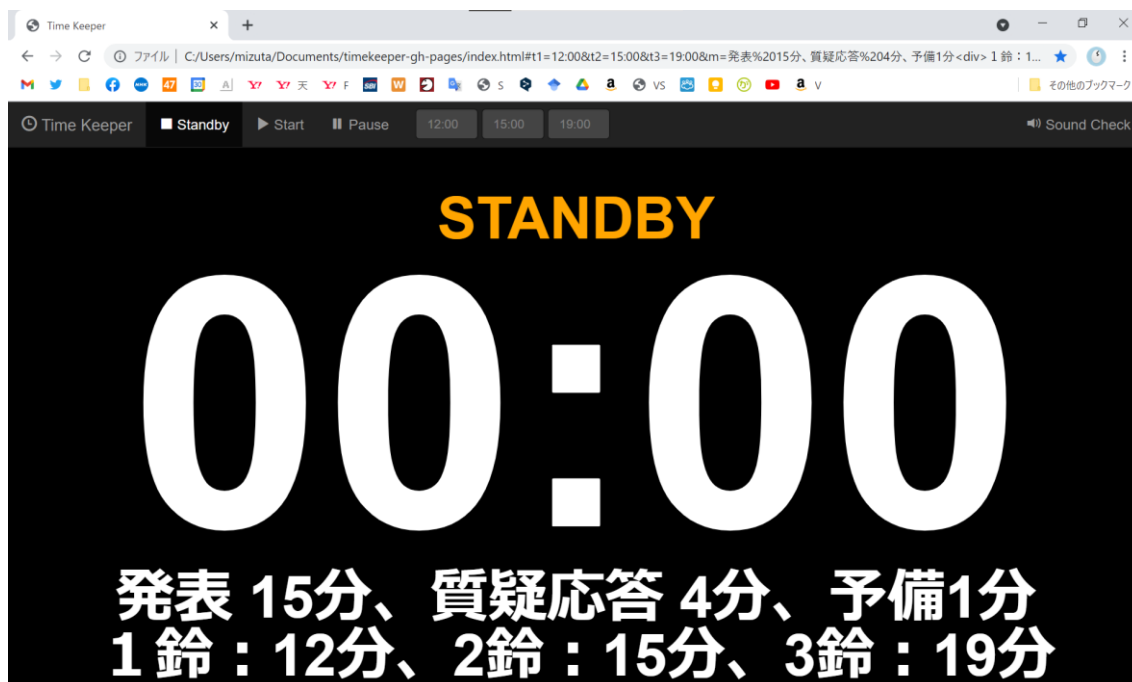 Time Keeper
ファイル | C:/Users/mizuta/Documents/timekeeper-gh-pages/index.html#t1=12:00&t2=15:00&t3=19:00&m=発表%2015分、質疑応答%204分、予備1分<div>１鈴：1...
47 30 A Y! Y! 天 Y! F SBI W S a VS か a V その他のブックマーク
Time Keeper Standby Start Pause 12:00 15:00 19:00 Sound Check
STANDBY
00:00
発表 15分、質疑応答 4分、予備1分
１鈴：12分、2鈴：15分、3鈴：19分